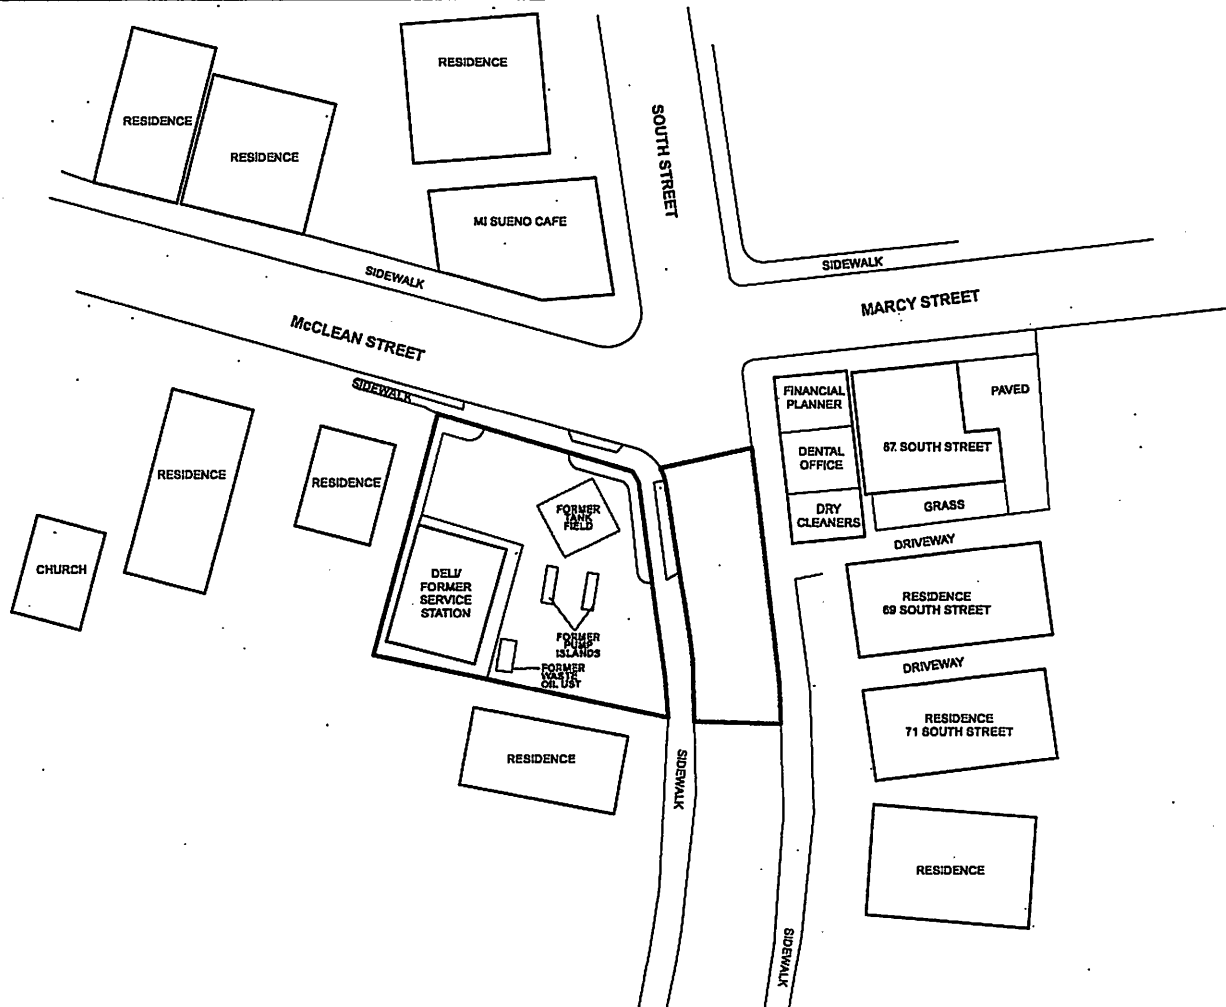 RESIDENCE
RESIDENCE
RESIDENCE
SOUTH STREET
MI SUENO CAFE
SIDEWALK
SIDEWALK
MARCY STREET
McCLEAN STREET
SIDEWALK
FINANCIAL
PLANNER
PAVED
67 SOUTH STREET
DENTAL
OFFICE
RESIDENCE
RESIDENCE
GRASS
DRY
CLEANERS
FORMER
TANK
FIELD
DRIVEWAY
CHURCH
DELI/
FORMER
SERVICE
STATION
RESIDENCE
69 SOUTH STREET
FORMER
PUMP
ISLANDS
FORMER
WASTE
OIL UST
DRIVEWAY
RESIDENCE
71 SOUTH STREET
RESIDENCE
SIDEWALK
RESIDENCE
SIDEWALK